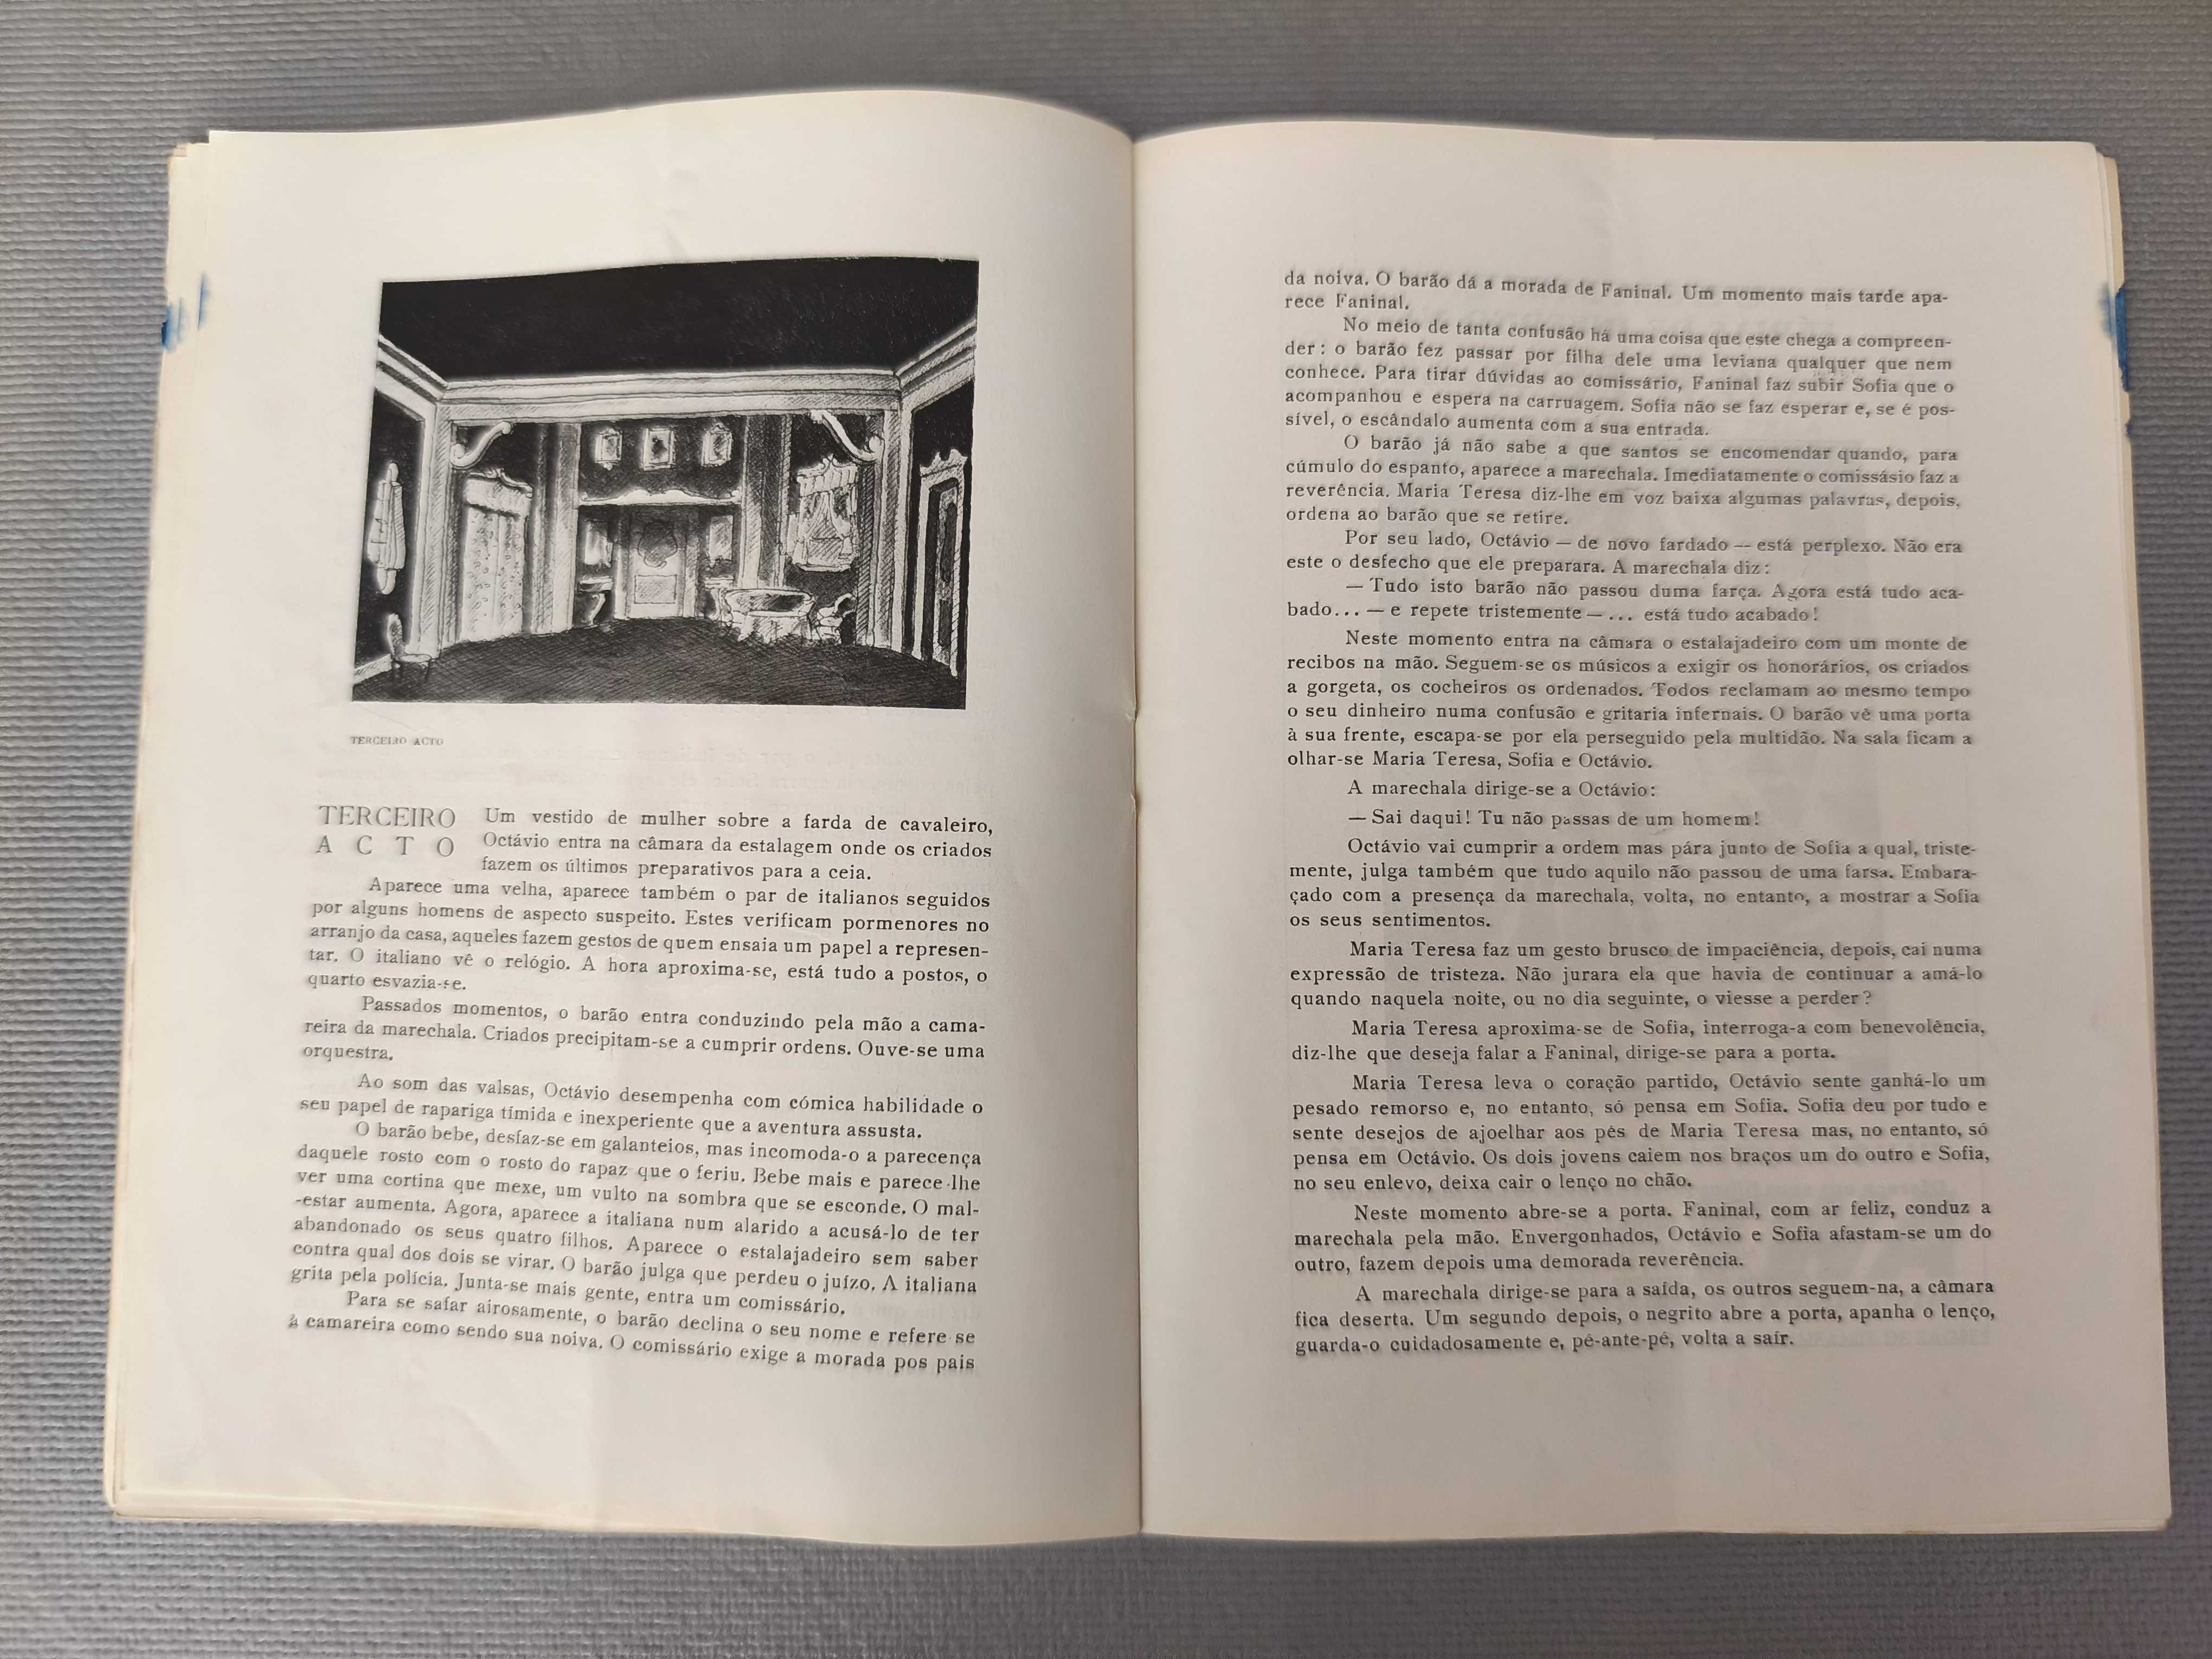 TERCEIRO ACTO
TERCEIRO
ACTO
Um vestido de mulher sobre a farda de cavaleiro,
Octávio entra na câmara da estalagem onde os criados
fazem os últimos preparativos para a ceia.
Aparece uma velha, aparece também o par de italianos seguidos
por alguns homens de aspecto suspeito. Estes verificam pormenores no
arranjo da casa, aqueles fazem gestos de quem ensaia um papel a represen-
tar. O italiano vê o relógio. A hora aproxima-se, está tudo a postos, o
quarto esvazia-se.
Passados momentos, o barão entra conduzindo pela mão a cama-
reira da marechala. Criados precipitam-se a cumprir ordens. Ouve-se uma
orquestra.
Ao som das valsas, Octávio desempenha com cómica habilidade o
seu papel de rapariga tímida e inexperiente que a aventura assusta.
O barão bebe, desfaz-se em galanteios, mas incomoda-o a parecença
daquele rosto com o rosto do rapaz que o feriu. Bebe mais e parece-lhe
ver uma cortina que mexe, um vulto na sombra que se esconde. O mal-
-estar aumenta. Agora, aparece a italiana num alarido a acusá-lo de ter
abandonado os seus quatro filhos. Aparece o estalajadeiro sem saber
contra qual dos dois se virar. O barão julga que perdeu o juízo. A italiana
grita pela polícia. Junta-se mais gente, entra um comissário.
Para se safar airosamente, o barão declina o seu nome e refere-se
à camareira como sendo sua noiva. O comissário exige a morada pos pais
da noiva. O barão dá a morada de Faninal. Um momento mais tarde apa-
rece Faninal.
No meio de tanta confusão há uma coisa que este chega a compreen-
der: o barão fez passar por filha dele uma leviana qualquer que nem
conhece. Para tirar dúvidas ao comissário, Faninal faz subir Sofia que o
acompanhou e espera na carruagem. Sofia não se faz esperar e, se é pos-
sível, o escândalo aumenta com a sua entrada.
O barão já não sabe a que santos se encomendar quando, para
cúmulo do espanto, aparece a marechala. Imediatamente o comissásio faz a
reverência. Maria Teresa diz-lhe em voz baixa algumas palavras, depois,
ordena ao barão que se retire.
Por seu lado, Octávio — de novo fardado — está perplexo. Não era
este o desfecho que ele preparara. A marechala diz:
— Tudo isto barão não passou duma farça. Agora está tudo aca-
bado... — e repete tristemente — ... está tudo acabado!
Neste momento entra na câmara o estalajadeiro com um monte de
recibos na mão. Seguem-se os músicos a exigir os honorários, os criados
a gorgeta, os cocheiros os ordenados. Todos reclamam ao mesmo tempo
o seu dinheiro numa confusão e gritaria infernais. O barão vê uma porta
à sua frente, escapa-se por ela perseguido pela multidão. Na sala ficam a
olhar-se Maria Teresa, Sofia e Octávio.
A marechala dirige-se a Octávio:
— Sai daqui! Tu não passas de um homem!
Octávio vai cumprir a ordem mas pára junto de Sofia a qual, triste-
mente, julga também que tudo aquilo não passou de uma farsa. Embara-
çado com a presença da marechala, volta, no entanto, a mostrar a Sofia
os seus sentimentos.
Maria Teresa faz um gesto brusco de impaciência, depois, cai numa
expressão de tristeza. Não jurara ela que havia de continuar a amá-lo
quando naquela noite, ou no dia seguinte, o viesse a perder?
Maria Teresa aproxima-se de Sofia, interroga-a com benevolência,
diz-lhe que deseja falar a Faninal, dirige-se para a porta.
Maria Teresa leva o coração partido, Octávio sente ganhá-lo um
pesado remorso e, no entanto, só pensa em Sofia. Sofia deu por tudo e
sente desejos de ajoelhar aos pés de Maria Teresa mas, no entanto, só
pensa em Octávio. Os dois jovens caiem nos braços um do outro e Sofia,
no seu enlevo, deixa cair o lenço no chão.
Neste momento abre-se a porta. Faninal, com ar feliz, conduz a
marechala pela mão. Envergonhados, Octávio e Sofia afastam-se um do
outro, fazem depois uma demorada reverência.
A marechala dirige-se para a saída, os outros seguem-na, a câmara
fica deserta. Um segundo depois, o negrito abre a porta, apanha o lenço,
guarda-o cuidadosamente e, pé-ante-pé, volta a saír.